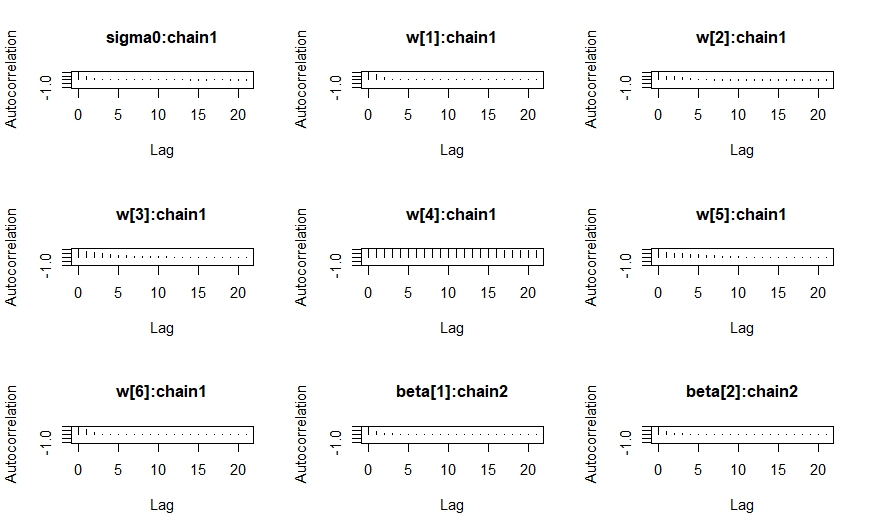 sigma0:chain1 w[1]:chain1 w[2]:chain1
Autocorrelation Autocorrelation Autocorrelation
-1.0 -1.0 -1.0
0 5 10 15 20 0 5 10 15 20 0 5 10 15 20
Lag Lag Lag
w[3]:chain1 w[4]:chain1 w[5]:chain1
Autocorrelation Autocorrelation Autocorrelation
-1.0 -1.0 -1.0
0 5 10 15 20 0 5 10 15 20 0 5 10 15 20
Lag Lag Lag
w[6]:chain1 beta[1]:chain2 beta[2]:chain2
Autocorrelation Autocorrelation Autocorrelation
-1.0 -1.0 -1.0
0 5 10 15 20 0 5 10 15 20 0 5 10 15 20
Lag Lag Lag